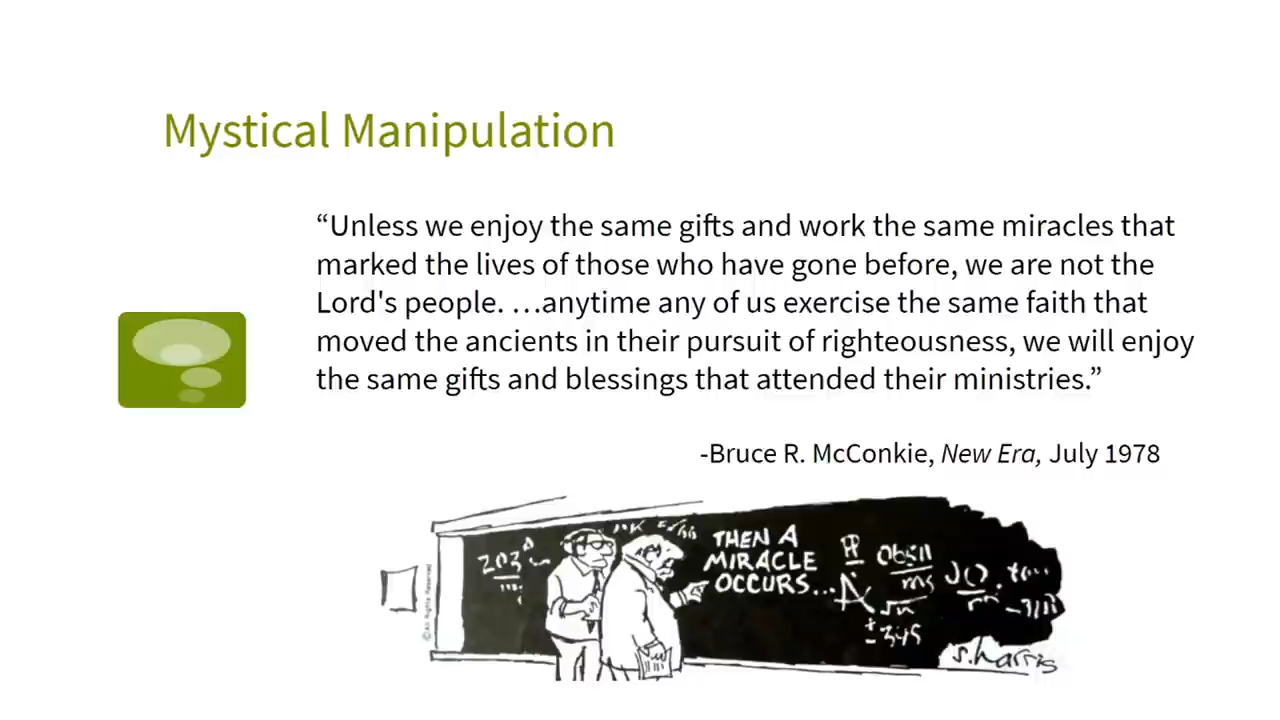 Mystical Manipulation
“Unless we enjoy the same gifts and work the same miracles that
marked the lives of those who have gone before, we are not the
Lord's people. …anytime any of us exercise the same faith that
moved the ancients in their pursuit of righteousness, we will enjoy
the same gifts and blessings that attended their ministries.”
-Bruce R. McConkie, New Era, July 1978
THEN A
MIRACLE
OCCURS...
©All Rights Reserved
s.harris